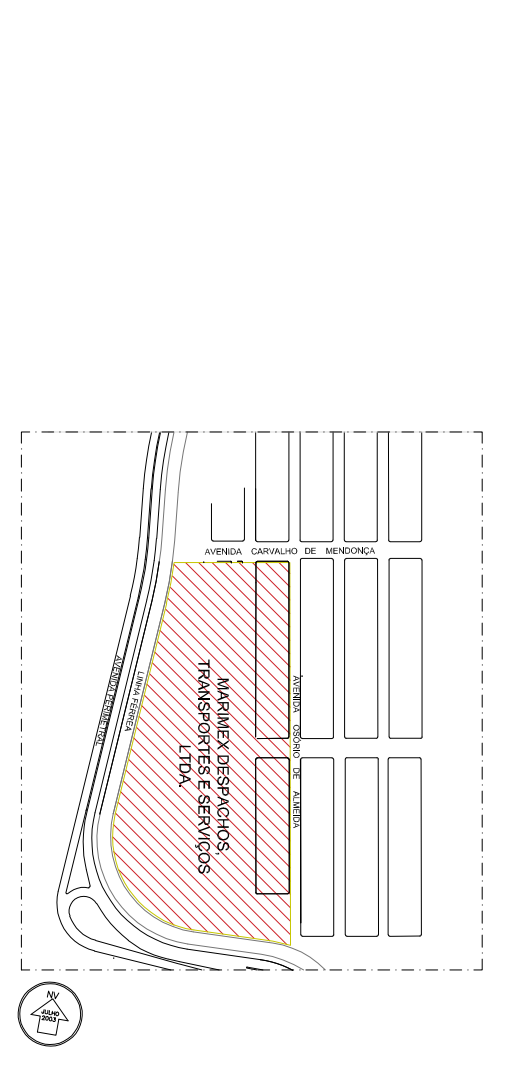 AVENIDA CARVALHO DE MENDONÇA
AVENIDA PERIMETRAL
LINHA FÉRREA
MARIMEX DESPACHOS,
TRANSPORTES E SERVIÇOS
LTDA.
AVENIDA OSÓRIO DE ALMEIDA
NV
JULHO
2003